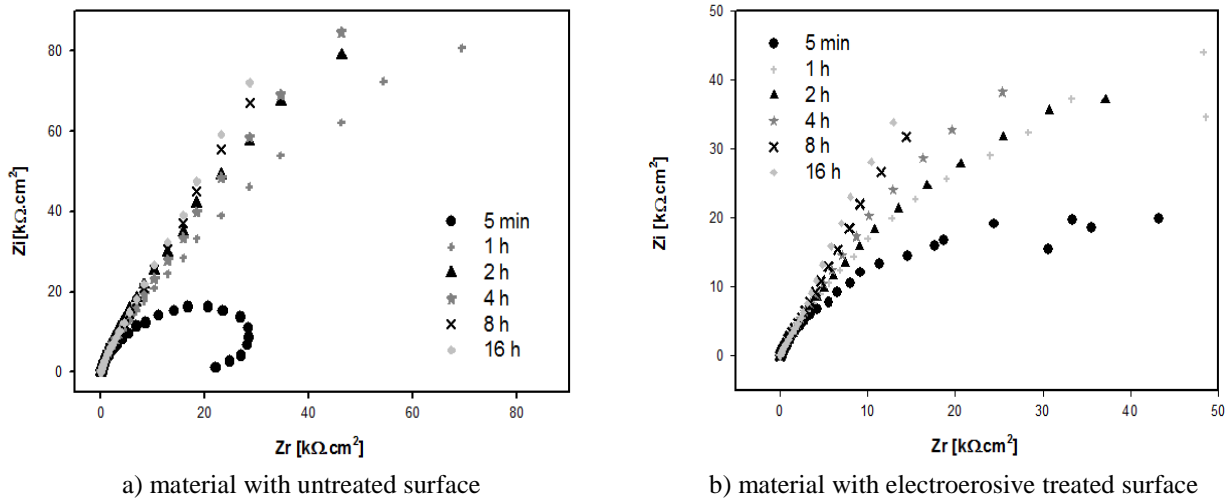 80
60
40
20
0
Zi[kΩ.cm²]
5 min
1 h
2 h
4 h
8 h
16 h
0 20 40 60 80
Zr [kΩ.cm²]
a) material with untreated surface
50
40
30
20
10
0
Zi [kΩ.cm²]
5 min
1 h
2 h
4 h
8 h
16 h
0 10 20 30 40 50
Zr [kΩ.cm²]
b) material with electroerosive treated surface